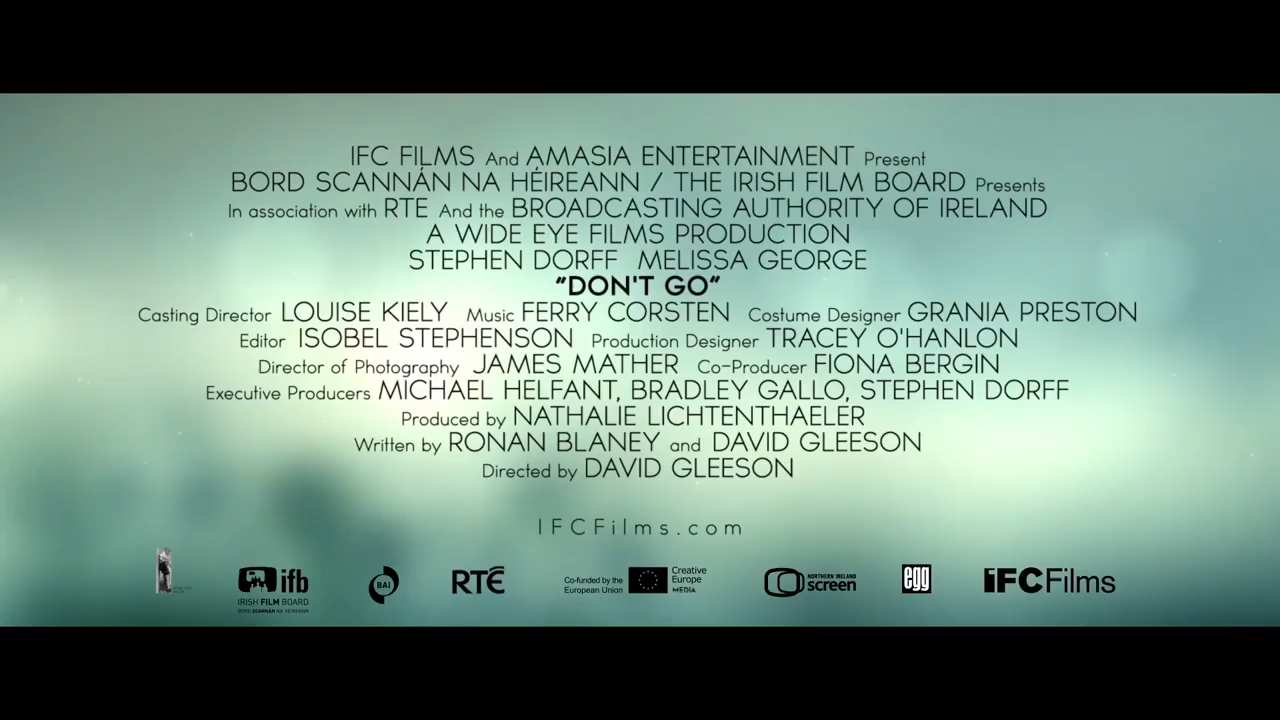 IFC FILMS And AMASIA ENTERTAINMENT Present
BORD SCANNÁN NA HÉIREANN / THE IRISH FILM BOARD Presents
In association with RTE And the BROADCASTING AUTHORITY OF IRELAND
A WIDE EYE FILMS PRODUCTION
STEPHEN DORFF MELISSA GEORGE
"DON'T GO"
Casting Director LOUISE KIELY Music FERRY CORSTEN Costume Designer GRANIA PRESTON
Editor ISOBEL STEPHENSON Production Designer TRACEY O'HANLON
Director of Photography JAMES MATHER Co-Producer FIONA BERGIN
Executive Producers MICHAEL HELFANT, BRADLEY GALLO, STEPHEN DORFF
Produced by NATHALIE LICHTENTHAELER
Written by RONAN BLANEY and DAVID GLEESON
Directed by DAVID GLEESON
IFCFilms.com
ifb
IRISH FILM BOARD
BORD SCANNÁN NA HÉIREANN
BAI
RTÉ
Co-funded by the
European Union
Creative
Europe
MEDIA
NORTHERN IRELAND
screen
egg
IFC Films